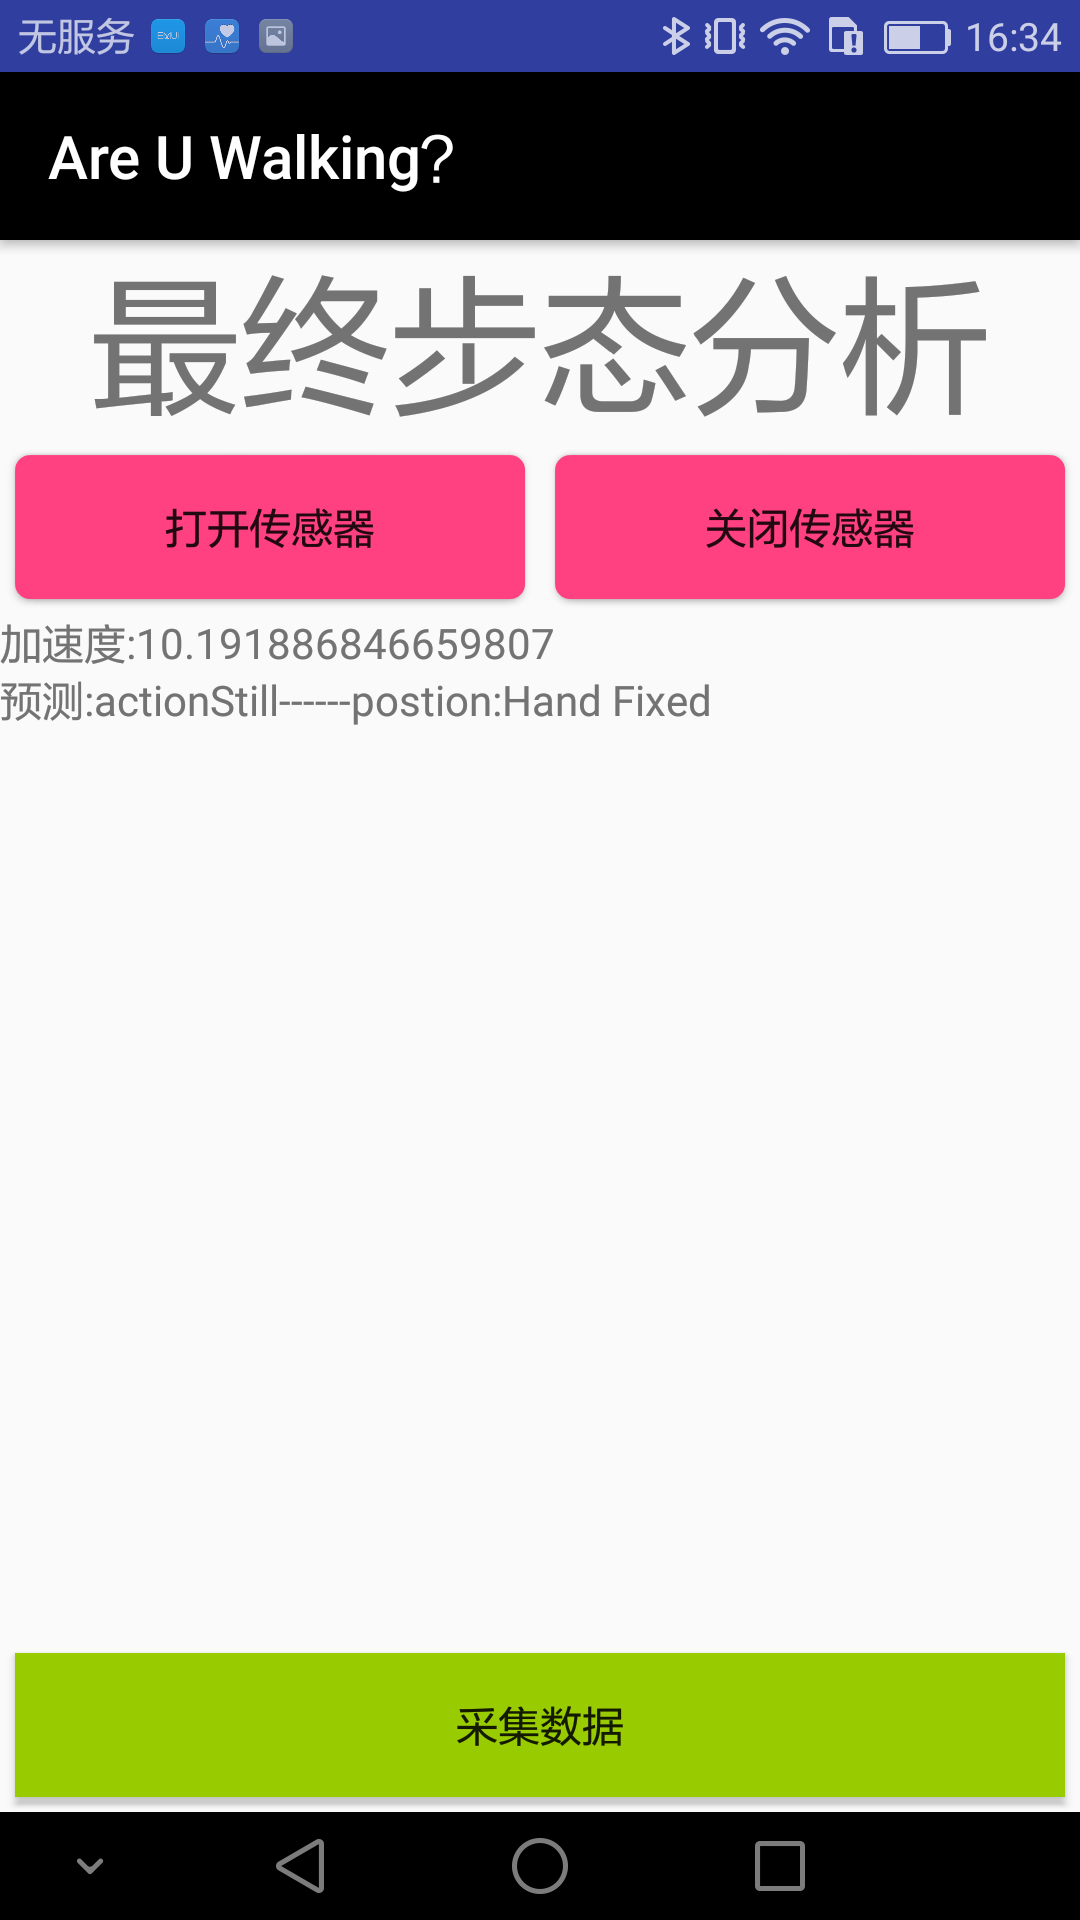 无服务 EMUI 16:34
Are U Walking?
最终步态分析
打开传感器 关闭传感器
加速度:10.191886846659807
预测:actionStill------postion:Hand Fixed
采集数据